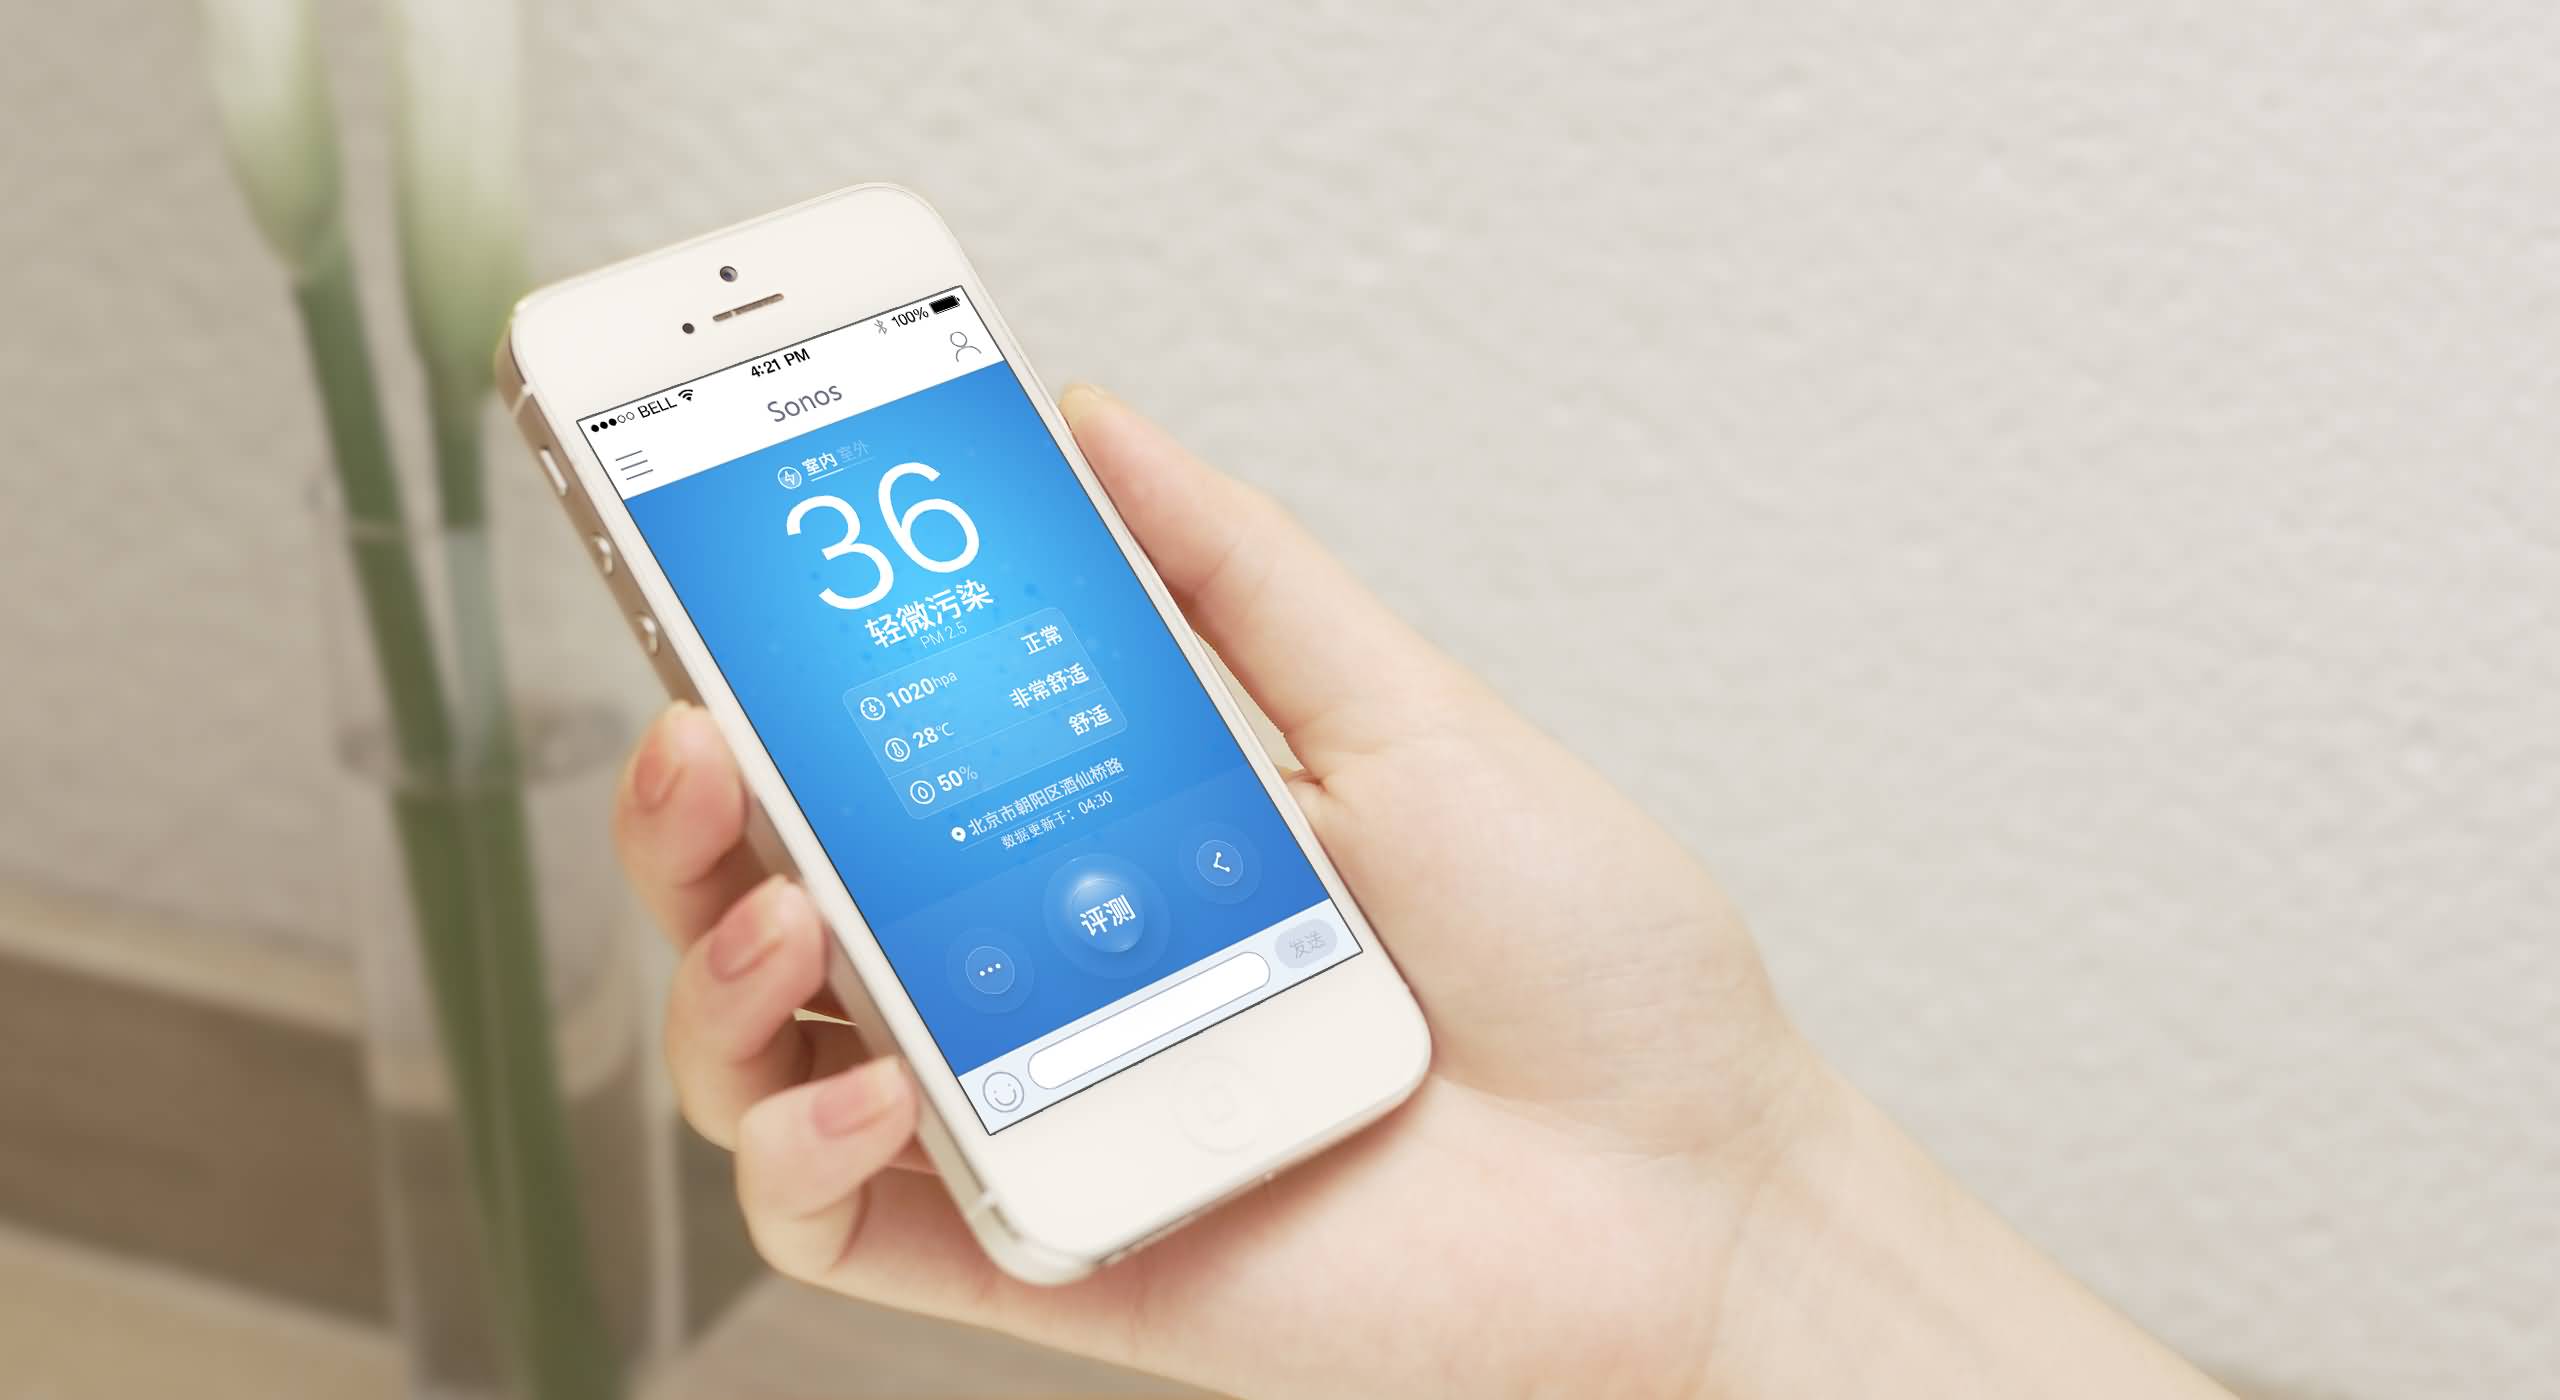 BELL 4:21 PM 100%
Sonos
室内 室外
36
轻微污染
PM 2.5
1020hpa 正常
28℃ 非常舒适
50% 舒适
北京市朝阳区酒仙桥路
数据更新于：04:30
评测
发送